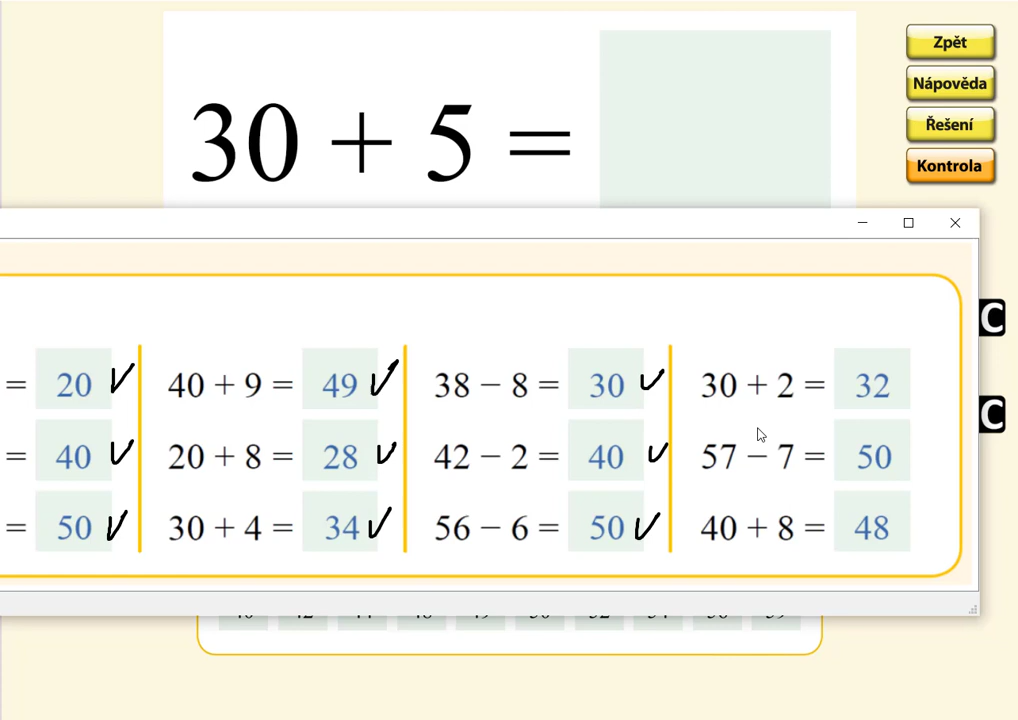 30 + 5 =
Zpět
Nápověda
Řešení
Kontrola
= 20 ✓ 40 + 9 = 49 ✓ 38 − 8 = 30 ✓ 30 + 2 = 32
= 40 ✓ 20 + 8 = 28 ✓ 42 − 2 = 40 ✓ 57 − 7 = 50
= 50 ✓ 30 + 4 = 34 ✓ 56 − 6 = 50 ✓ 40 + 8 = 48
C
C